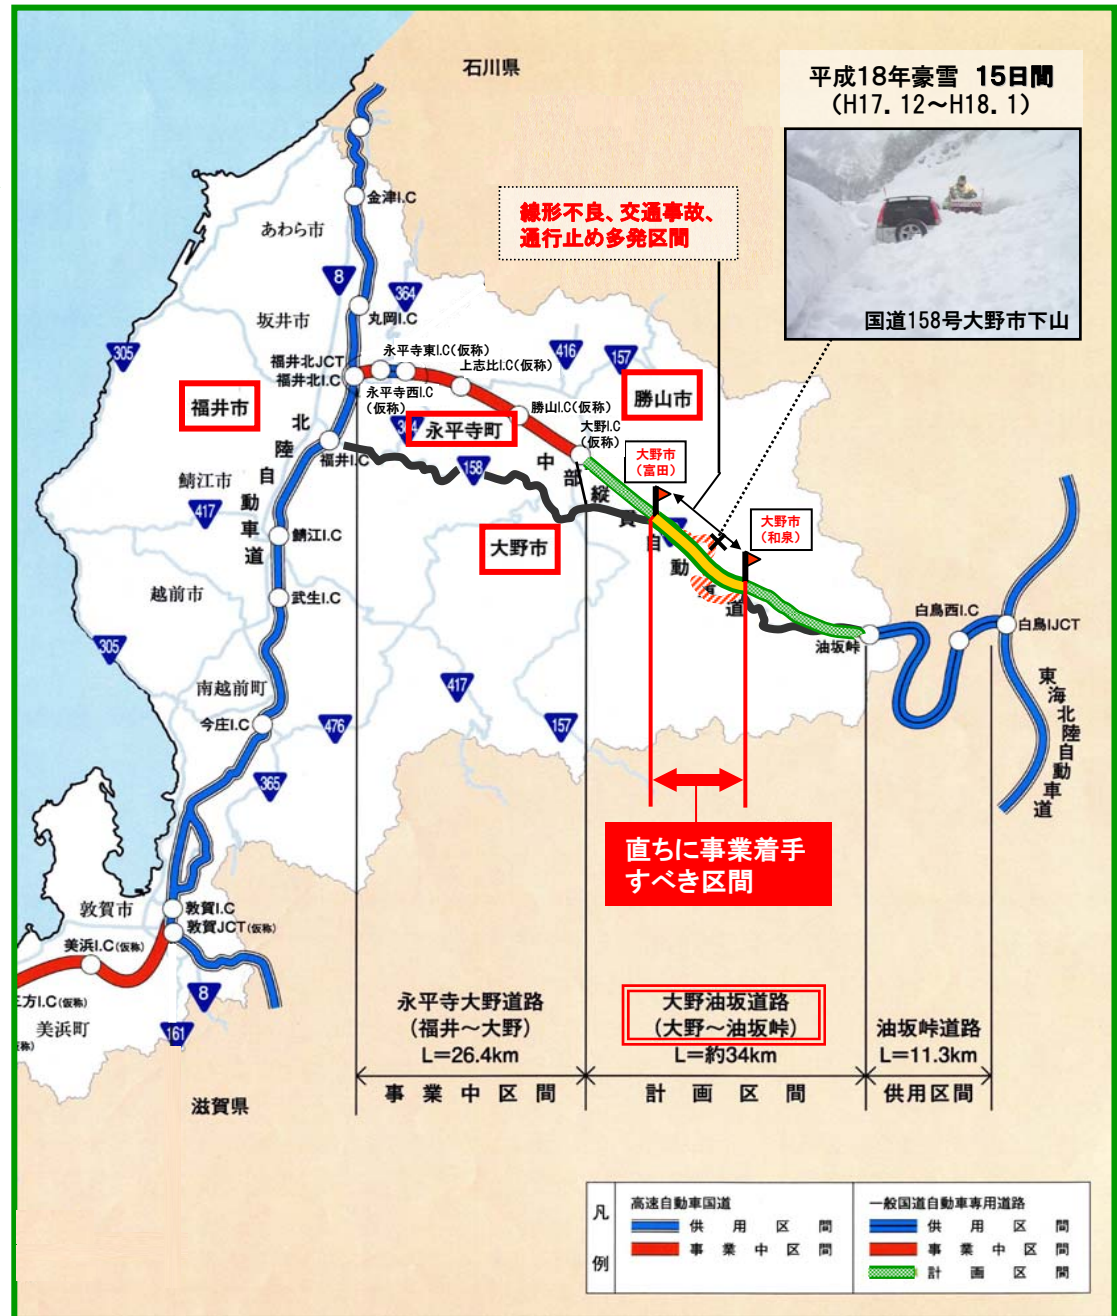 石川県
平成18年豪雪 15日間
(H17.12～H18.1)
国道158号大野市下山
線形不良、交通事故、
通行止め多発区間
金津I.C
あわら市
8
364
坂井市
丸岡I.C
305
福井北JCT
福井北I.C
永平寺東I.C(仮称)
上志比I.C(仮称)
416
157
永平寺西I.C
(仮称)
勝山I.C(仮称)
勝山市
福井市
永平寺町
大野I.C
(仮称)
福井I.C
158
北陸自動車道
中部縦貫自動車道
大野市
(富田)
大野市
(和泉)
鯖江市
417
鯖江I.C
大野市
越前市
武生I.C
白鳥西I.C
白鳥IJCT
油坂峠
東海北陸自動車道
305
南越前町
今庄I.C
476
417
157
365
直ちに事業着手
すべき区間
敦賀市
敦賀I.C
敦賀JCT(仮称)
美浜I.C(仮称)
三方I.C(仮称)
美浜町
称)
8
161
滋賀県
永平寺大野道路
(福井～大野)
L=26.4km
大野油坂道路
(大野～油坂峠)
L=約34km
油坂峠道路
L=11.3km
事業中区間
計画区間
供用区間
凡例
高速自動車国道
供用区間
事業中区間
一般国道自動車専用道路
供用区間
事業中区間
計画区間